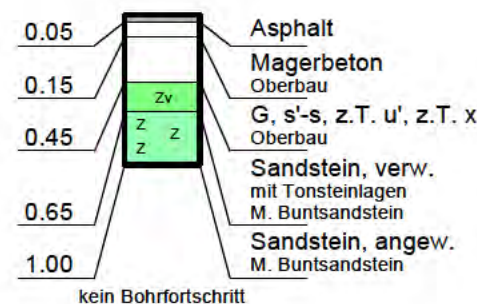 0.05 Asphalt
Magerbeton
0.15 Oberbau
Zv G, s'-s, z.T. u', z.T. x
0.45 Oberbau
Z Z Z
Sandstein, verw.
mit Tonsteinlagen
0.65 M. Buntsandstein
Sandstein, angew.
1.00 M. Buntsandstein
kein Bohrfortschritt